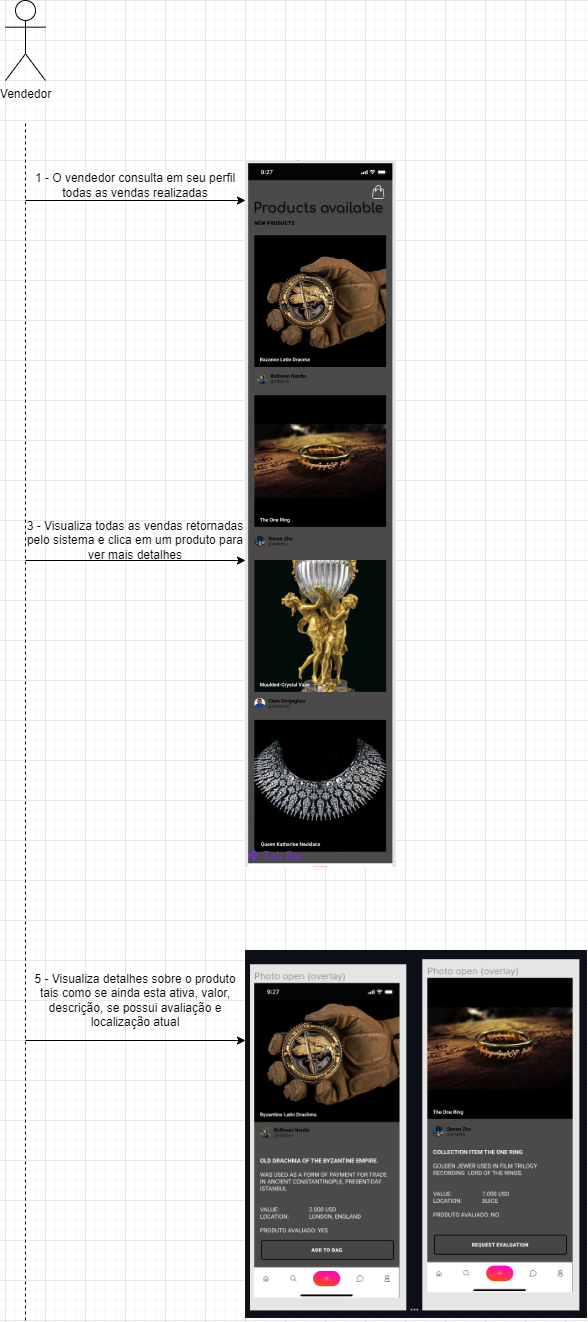 Vendedor
1 - O vendedor consulta em seu perfil
todas as vendas realizadas
9:27
Products available
NEW PRODUCTS
Bazance Latin Dracma
Ridhwan Nordin
The One Ring
3 - Visualiza todas as vendas retornadas
pelo sistema e clica em um produto para
ver mais detalhes
Simon Zhu
Moulded-Crystal Vase
Queen Katharine Necklace
Tab Bar
5 - Visualiza detalhes sobre o produto
tais como se ainda esta ativa, valor,
descrição, se possui avaliação e
localização atual
Photo open (overlay)
9:27
Byzantine Latin Drachma
Ridhwan Nordin
OLD DRACHMA OF THE BYZANTINE EMPIRE.
WAS USED AS A FORM OF PAYMENT FOR TRADE
IN ANCIENT CONSTANTINOPLE, PRESENT-DAY
ISTANBUL
VALUE: 2.000 USD
LOCATION: LONDON, ENGLAND
PRODUTO AVALIADO: YES
ADD TO BAG
Photo open (overlay)
The One Ring
Simon Zhu
COLLECTION ITEM THE ONE RING
GOLDEN JEWER USED IN FILM TRILOGY
RECORDING LORD OF THE RINGS.
VALUE: 7.000 USD
LOCATION: SUICE
PRODUTO AVALIADO: NO
REQUEST EVALUATION